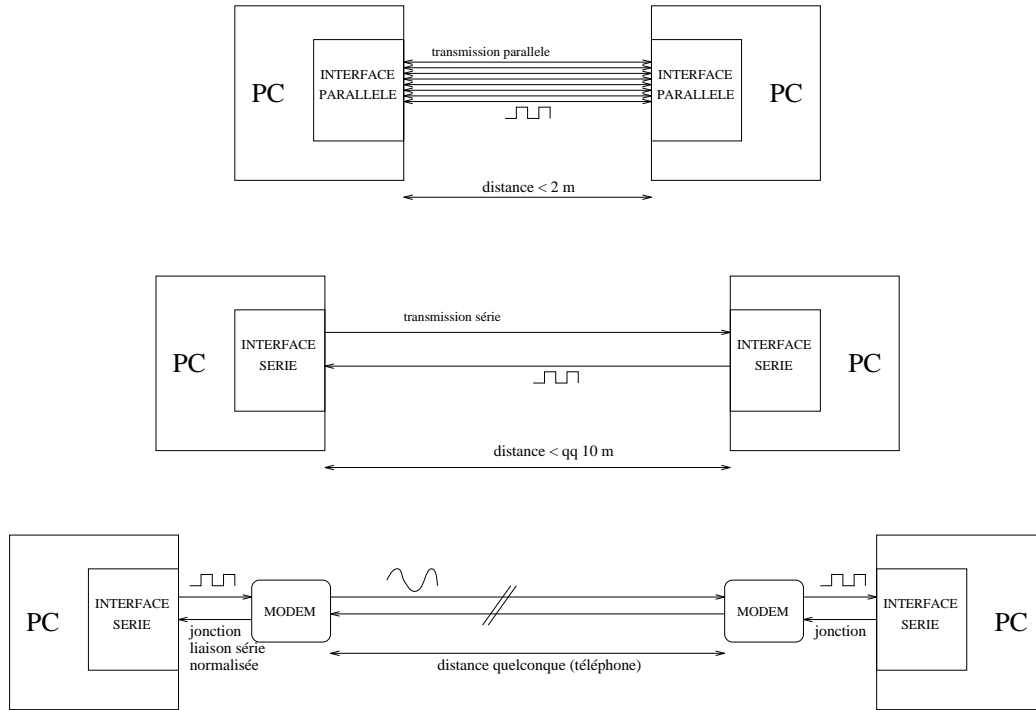 transmission parallele
PC
INTERFACE
PARALLELE
INTERFACE
PARALLELE
PC
distance < 2 m
transmission série
PC
INTERFACE
SERIE
INTERFACE
SERIE
PC
distance < qq 10 m
PC
INTERFACE
SERIE
MODEM
MODEM
INTERFACE
SERIE
PC
jonction
liaison série
normalisée
jonction
distance quelconque (téléphone)